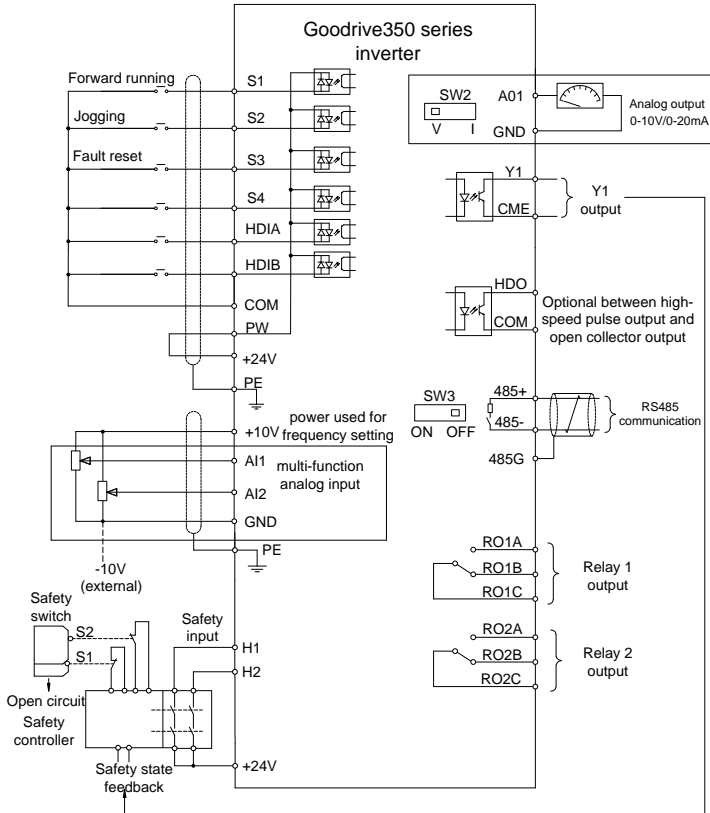 Goodrive350 series
inverter
Forward running
S1
Jogging
S2
Fault reset
S3
S4
HDIA
HDIB
COM
PW
+24V
PE
SW2
V I
A01
GND
Analog output
0-10V/0-20mA
Y1
CME
Y1
output
HDO
COM
Optional between high-
speed pulse output and
open collector output
SW3
ON OFF
485+
485-
485G
RS485
communication
+10V
power used for
frequency setting
AI1
AI2
multi-function
analog input
GND
PE
-10V
(external)
RO1A
RO1B
RO1C
Relay 1
output
RO2A
RO2B
RO2C
Relay 2
output
Safety
switch
S2
S1
Open circuit
Safety
controller
Safety
input
H1
H2
+24V
Safety state
feedback